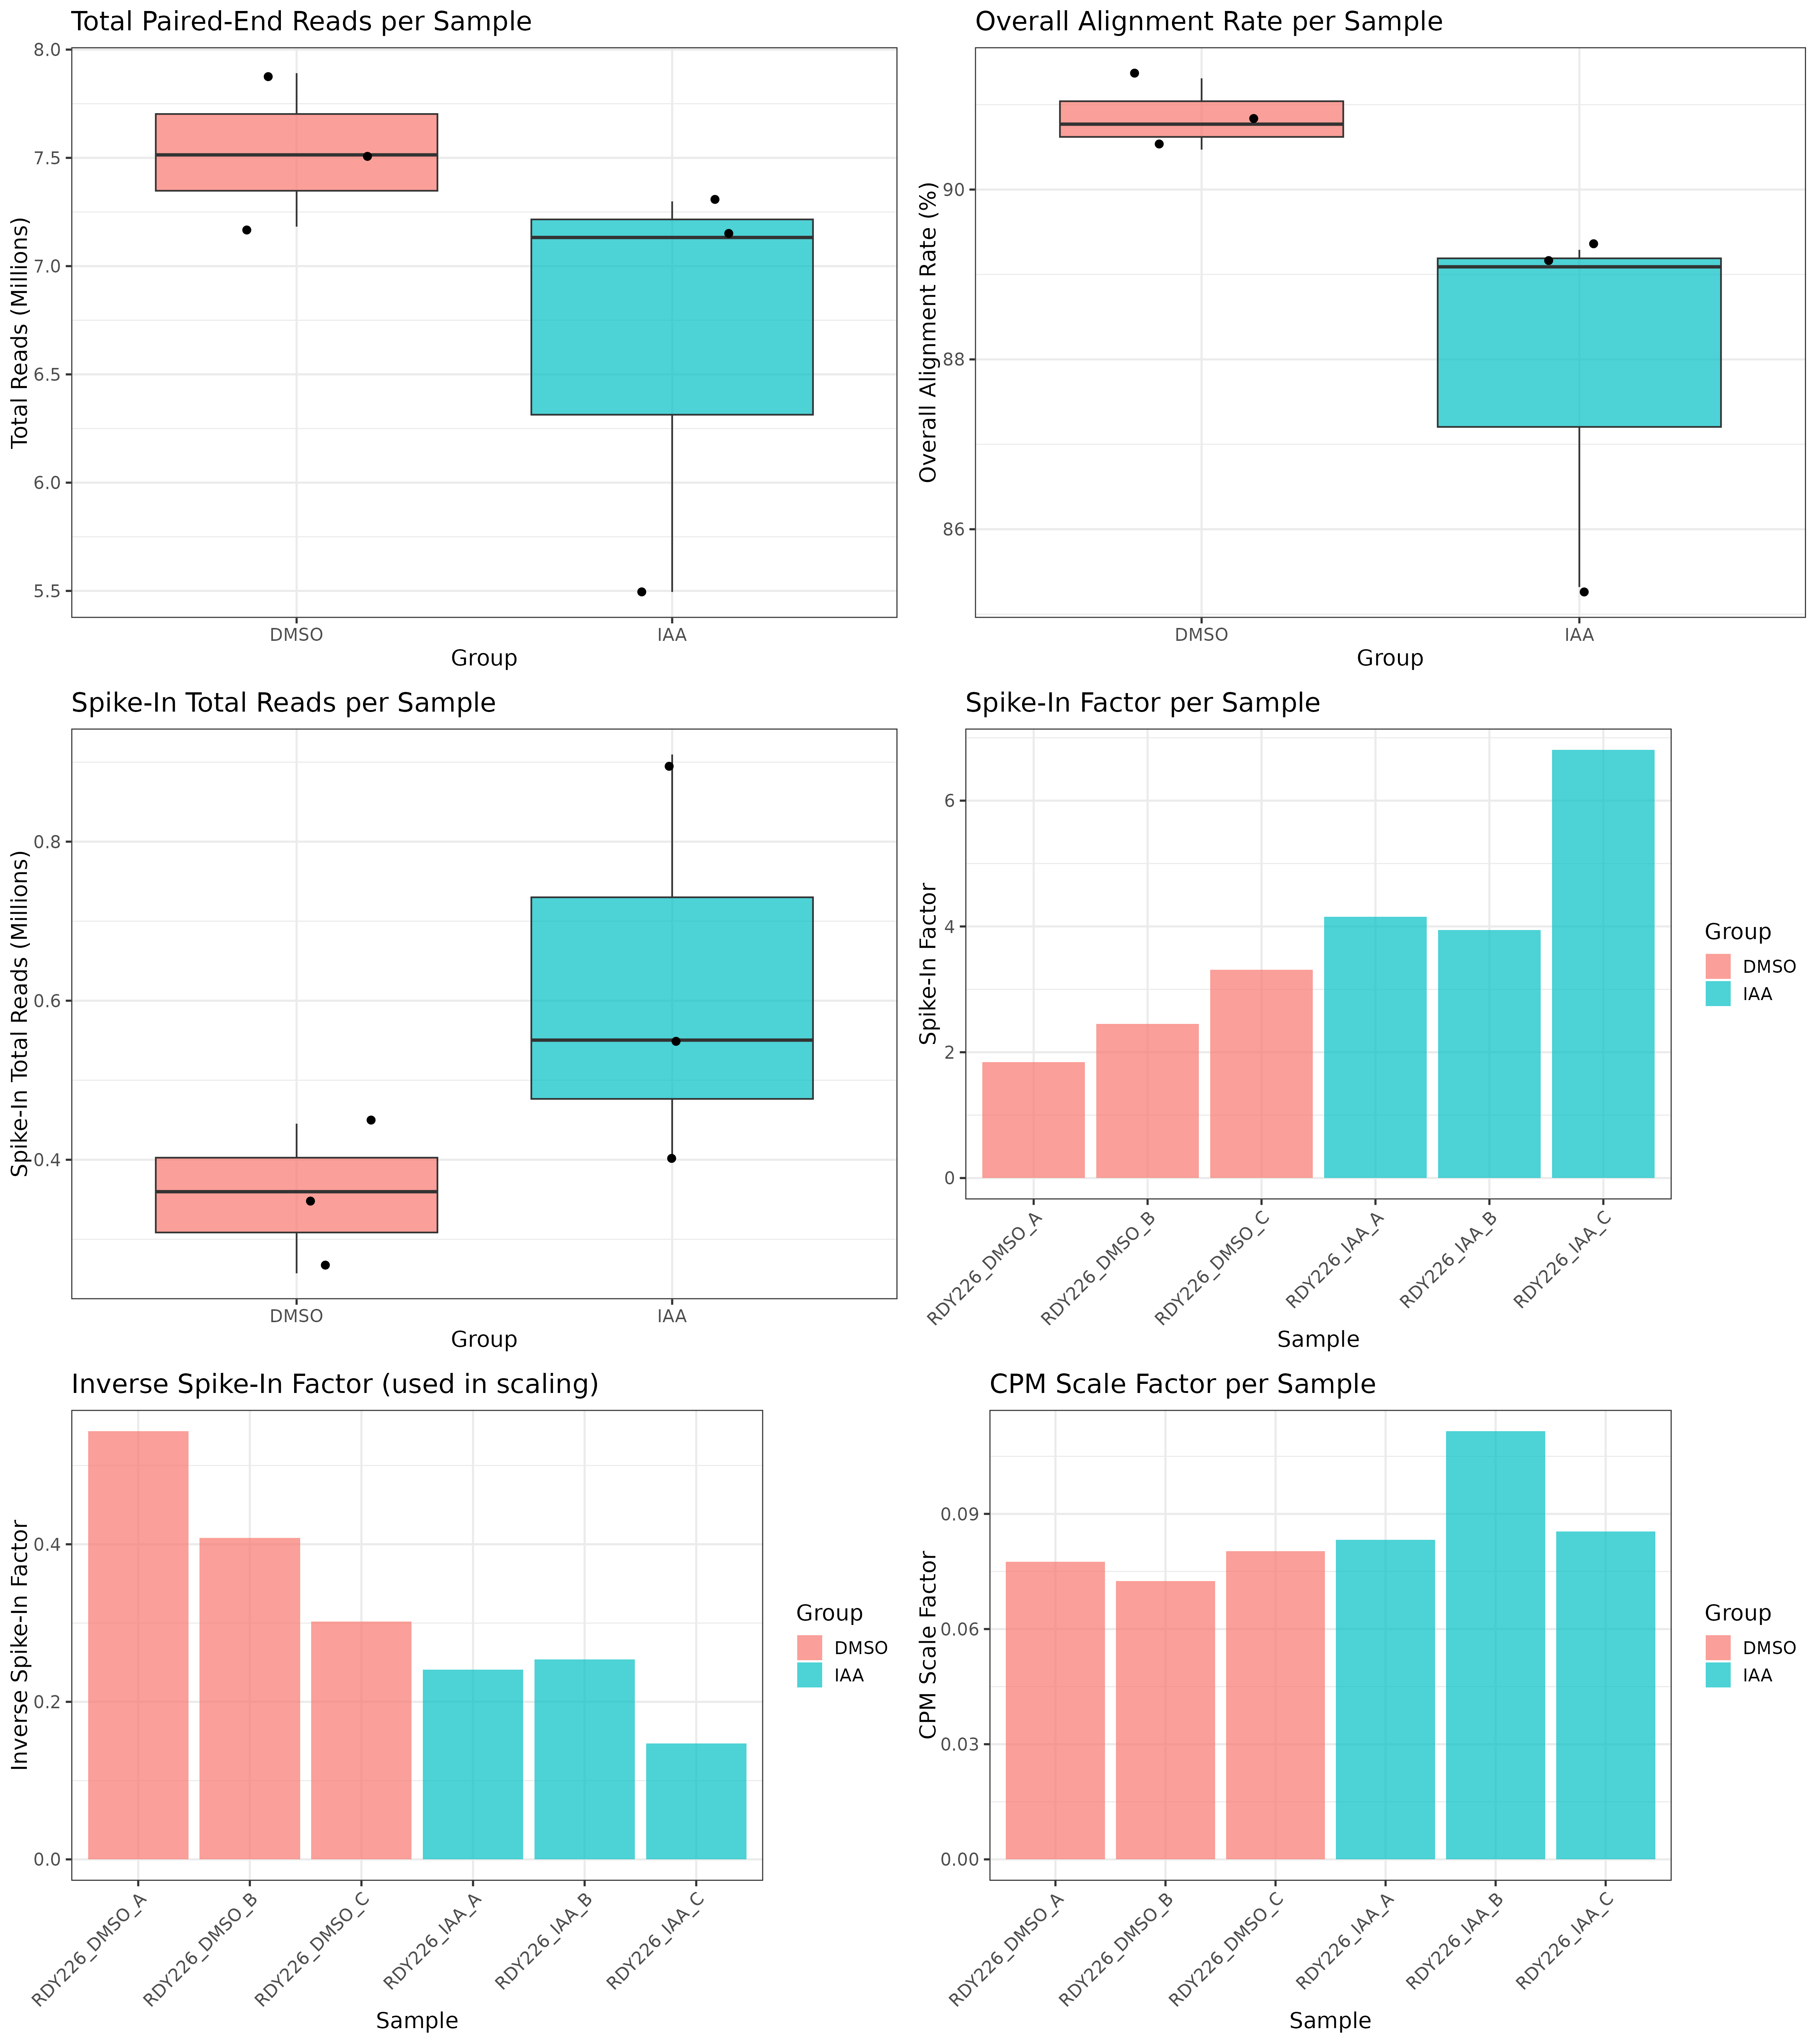 Total Paired-End Reads per Sample
Total Reads (Millions)
8.0
7.5
7.0
6.5
6.0
5.5
DMSO
IAA
Group
Overall Alignment Rate per Sample
Overall Alignment Rate (%)
90
88
86
DMSO
IAA
Group
Spike-In Total Reads per Sample
Spike-In Total Reads (Millions)
0.8
0.6
0.4
DMSO
IAA
Group
Spike-In Factor per Sample
Spike-In Factor
6
4
2
0
RDY226_DMSO_A
RDY226_DMSO_B
RDY226_DMSO_C
RDY226_IAA_A
RDY226_IAA_B
RDY226_IAA_C
Sample
Group
DMSO
IAA
Inverse Spike-In Factor (used in scaling)
Inverse Spike-In Factor
0.4
0.2
0.0
RDY226_DMSO_A
RDY226_DMSO_B
RDY226_DMSO_C
RDY226_IAA_A
RDY226_IAA_B
RDY226_IAA_C
Sample
Group
DMSO
IAA
CPM Scale Factor per Sample
CPM Scale Factor
0.09
0.06
0.03
0.00
RDY226_DMSO_A
RDY226_DMSO_B
RDY226_DMSO_C
RDY226_IAA_A
RDY226_IAA_B
RDY226_IAA_C
Sample
Group
DMSO
IAA